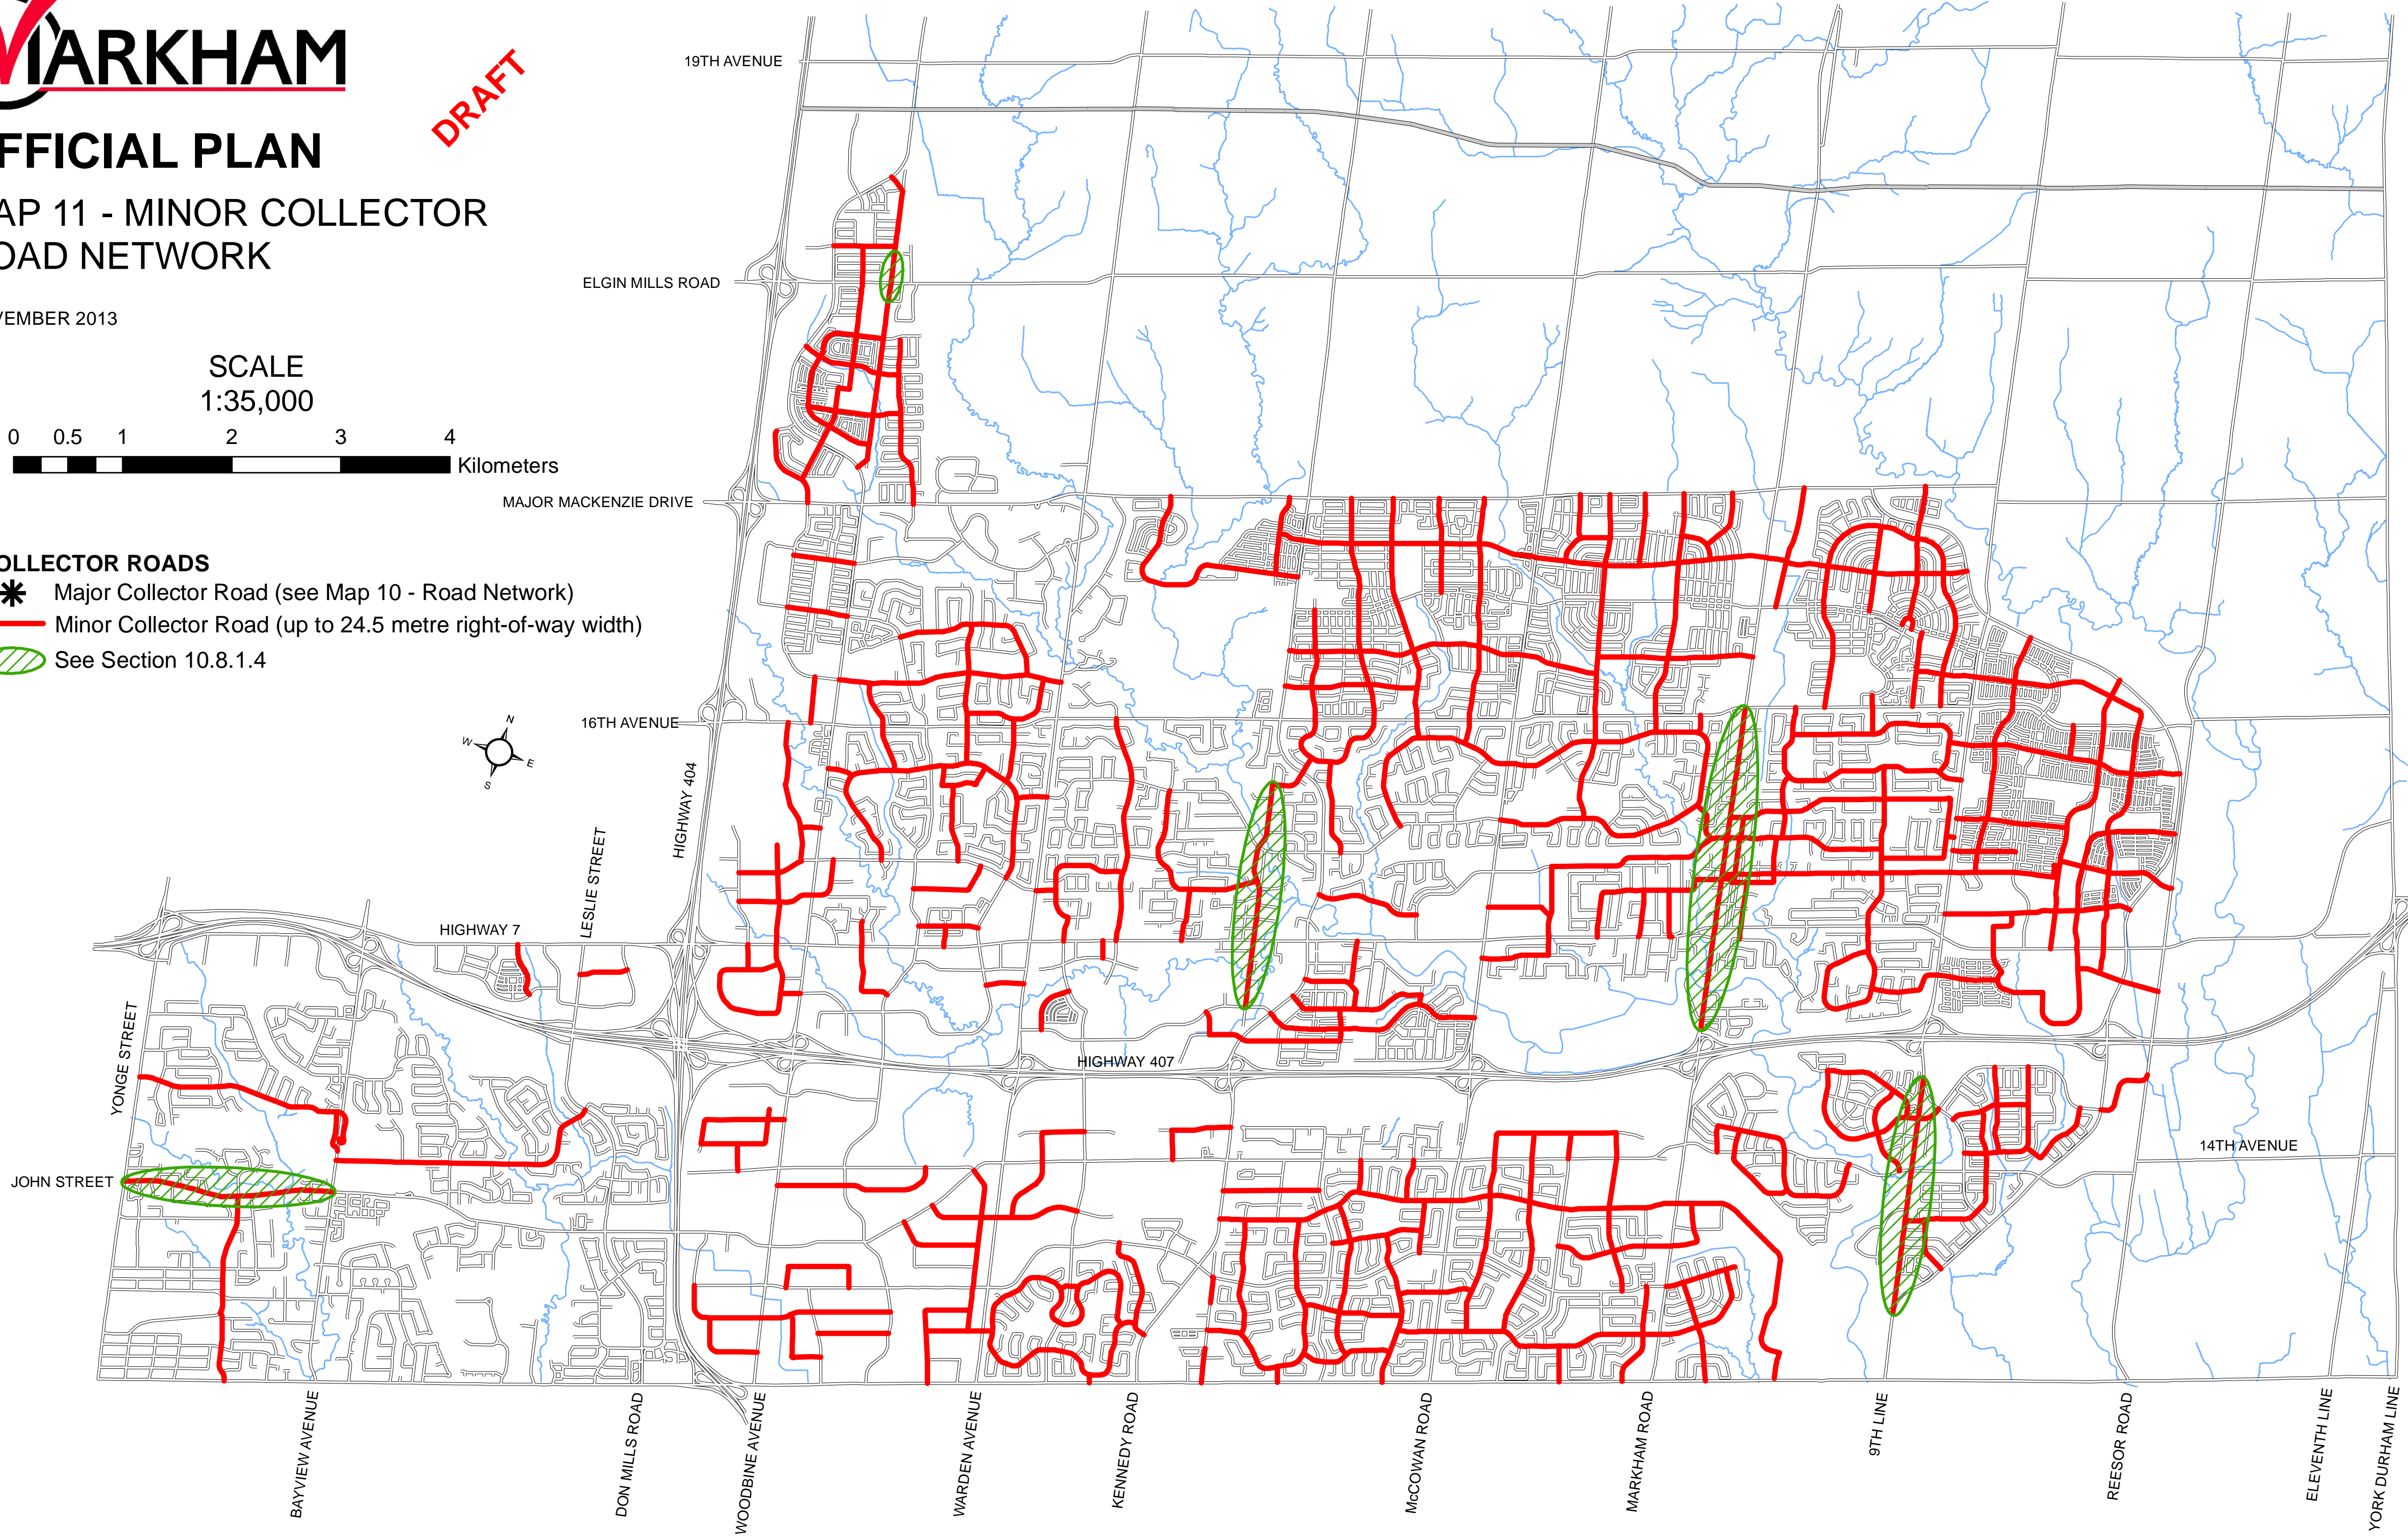 MARKHAM
DRAFT
FFICIAL PLAN
AP 11 - MINOR COLLECTOR
OAD NETWORK
VEMBER 2013
SCALE
1:35,000
0 0.5 1 2 3 4
Kilometers
OLLECTOR ROADS
Major Collector Road (see Map 10 - Road Network)
Minor Collector Road (up to 24.5 metre right-of-way width)
See Section 10.8.1.4
N
W
E
S
19TH AVENUE
ELGIN MILLS ROAD
MAJOR MACKENZIE DRIVE
16TH AVENUE
HIGHWAY 404
LESLIE STREET
HIGHWAY 7
YONGE STREET
HIGHWAY 407
JOHN STREET
14TH AVENUE
BAYVIEW AVENUE
DON MILLS ROAD
WOODBINE AVENUE
WARDEN AVENUE
KENNEDY ROAD
McCOWAN ROAD
MARKHAM ROAD
9TH LINE
REESOR ROAD
ELEVENTH LINE
YORK DURHAM LINE